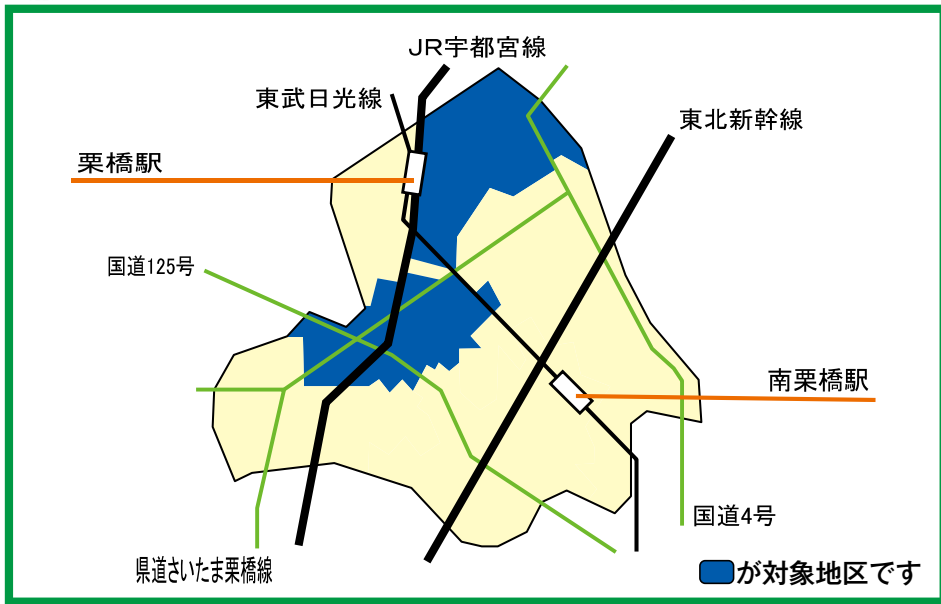 JR宇都宮線
東武日光線
東北新幹線
栗橋駅
国道125号
南栗橋駅
国道4号
県道さいたま栗橋線
が対象地区です